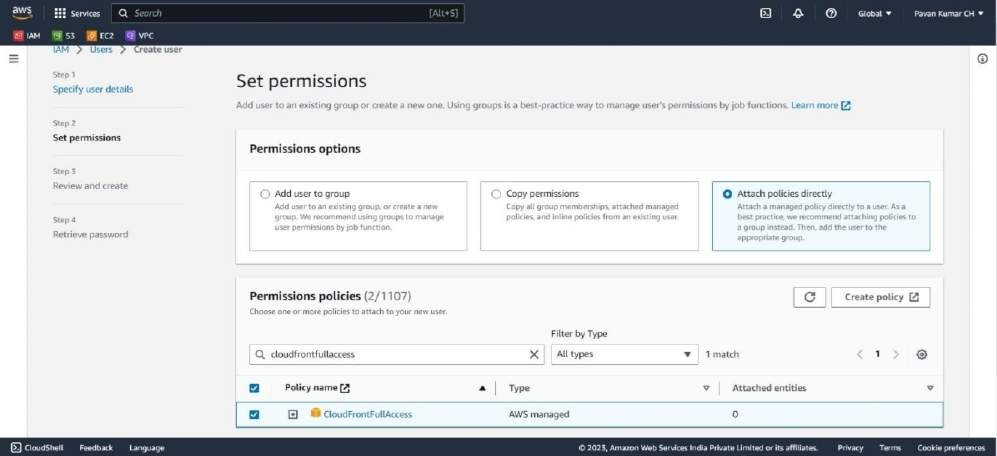 aws
Services
Search
[Alt+S]
Global
Pavan Kumar CH
IAM
S3
EC2
VPC
IAM > Users > Create user
Step 1
Specify user details
Step 2
Set permissions
Step 3
Review and create
Step 4
Retrieve password
Set permissions
Add user to an existing group or create a new one. Using groups is a best-practice way to manage user's permissions by job functions. Learn more
Permissions options
Add user to group
Add user to an existing group, or create a new
group. We recommend using groups to manage
user permissions by job function.
Copy permissions
Copy all group memberships, attached managed
policies, and inline policies from an existing user.
Attach policies directly
Attach a managed policy directly to a user. As a
best practice, we recommend attaching policies to
a group instead. Then, add the user to the
appropriate group.
Permissions policies (2/1107)
Choose one or more policies to attach to your new user.
Create policy
Filter by Type
cloudfrontfullaccess
All types
1 match
1
Policy name
Type
Attached entities
CloudFrontFullAccess
AWS managed
0
CloudShell
Feedback
Language
© 2023, Amazon Web Services India Private Limited or its affiliates.
Privacy
Terms
Cookie preferences